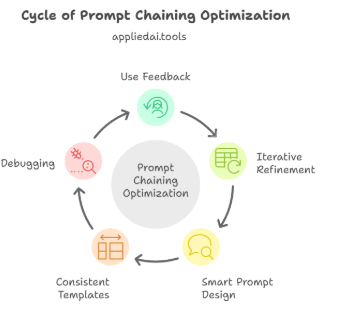 Cycle of Prompt Chaining Optimization
appliedai.tools
Use Feedback
Debugging
Iterative
Refinement
Prompt
Chaining
Optimization
Consistent
Templates
Smart Prompt
Design